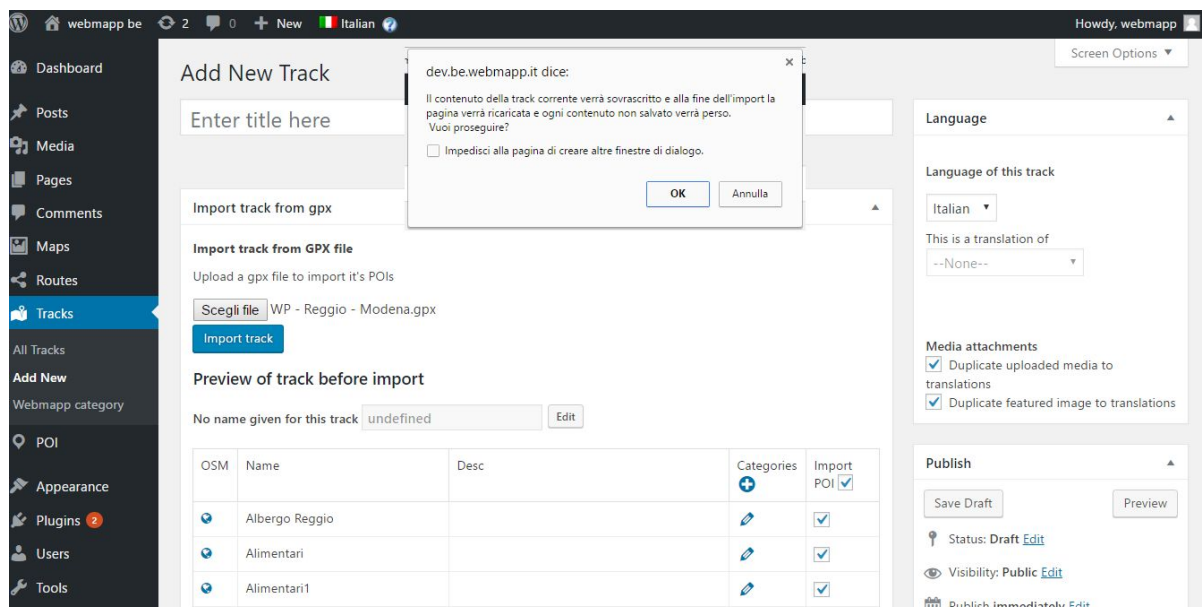 webmapp be 2 0 New Italian Howdy, webmapp
Screen Options
Dashboard
Posts
Media
Pages
Comments
Maps
Routes
Tracks
All Tracks
Add New
Webmapp category
POI
Appearance
Plugins 2
Users
Tools
Add New Track
Enter title here
dev.be.webmapp.it dice:
Il contenuto della track corrente verrà sovrascritto e alla fine dell'import la
pagina verrà ricaricata e ogni contenuto non salvato verrà perso.
Vuoi proseguire?
Impedisci alla pagina di creare altre finestre di dialogo.
OK Annulla
Import track from gpx
Import track from GPX file
Upload a gpx file to import it's POIs
Scegli file WP - Reggio - Modena.gpx
Import track
Preview of track before import
No name given for this track undefined Edit
OSM Name Desc Categories Import
POI
Albergo Reggio
Alimentari
Alimentari1
Language
Language of this track
Italian
This is a translation of
--None--
Media attachments
Duplicate uploaded media to
translations
Duplicate featured image to translations
Publish
Save Draft Preview
Status: Draft Edit
Visibility: Public Edit
Publish immediately Edit